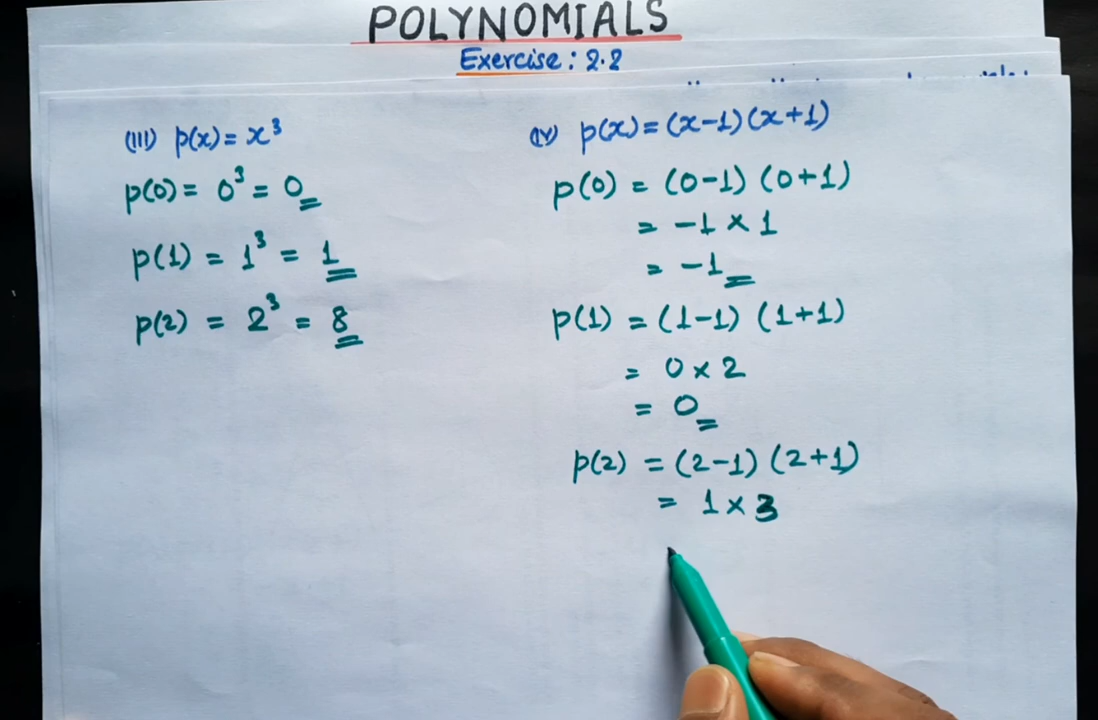 POLYNOMIALS
Exercise: 2.2
(III) p(x) = x³
p(0) = 0³ = 0
p(1) = 1³ = 1
p(2) = 2³ = 8
(IV) p(x) = (x-1)(x+1)
p(0) = (0-1) (0+1)
= -1 × 1
= -1
p(1) = (1-1) (1+1)
= 0 × 2
= 0
p(2) = (2-1) (2+1)
= 1 × 3